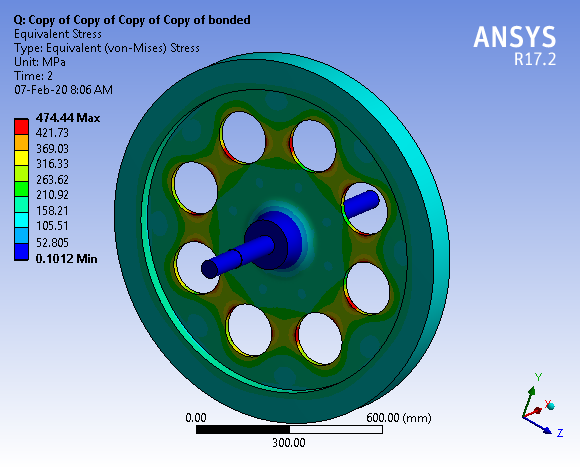 Q: Copy of Copy of Copy of Copy of bonded
Equivalent Stress
Type: Equivalent (von-Mises) Stress
Unit: MPa
Time: 2
07-Feb-20 8:06 AM
ANSYS
R17.2
474.44 Max
421.73
369.03
316.33
263.62
210.92
158.21
105.51
52.805
0.1012 Min
0.00
600.00 (mm)
300.00
Y
X
Z